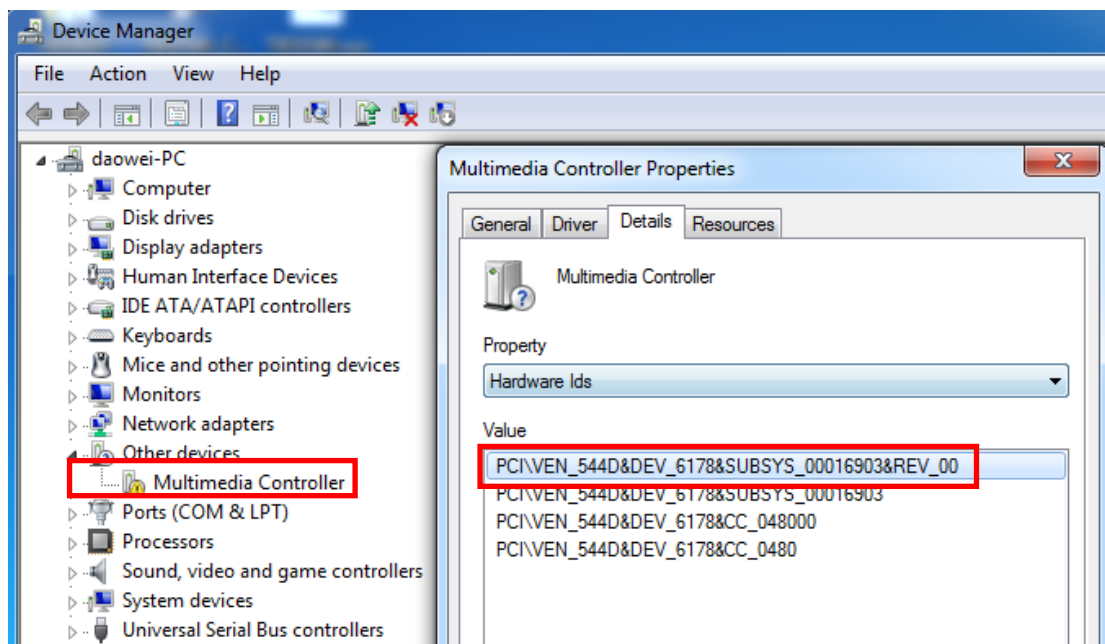 Device Manager
File Action View Help
daowei-PC
Computer
Disk drives
Display adapters
Human Interface Devices
IDE ATA/ATAPI controllers
Keyboards
Mice and other pointing devices
Monitors
Network adapters
Other devices
Multimedia Controller
Ports (COM & LPT)
Processors
Sound, video and game controllers
System devices
Universal Serial Bus controllers
Multimedia Controller Properties
General Driver Details Resources
Multimedia Controller
Property
Hardware Ids
Value
PCI\VEN_544D&DEV_6178&SUBSYS_00016903&REV_00
PCI\VEN_544D&DEV_6178&SUBSYS_00016903
PCI\VEN_544D&DEV_6178&CC_048000
PCI\VEN_544D&DEV_6178&CC_0480